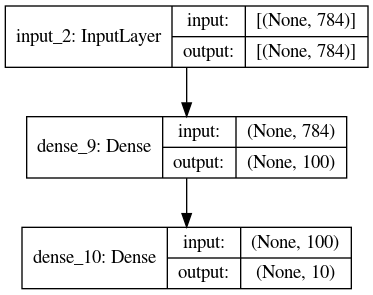 input_2: InputLayer
input: [(None, 784)]
output: [(None, 784)]
dense_9: Dense
input: (None, 784)
output: (None, 100)
dense_10: Dense
input: (None, 100)
output: (None, 10)